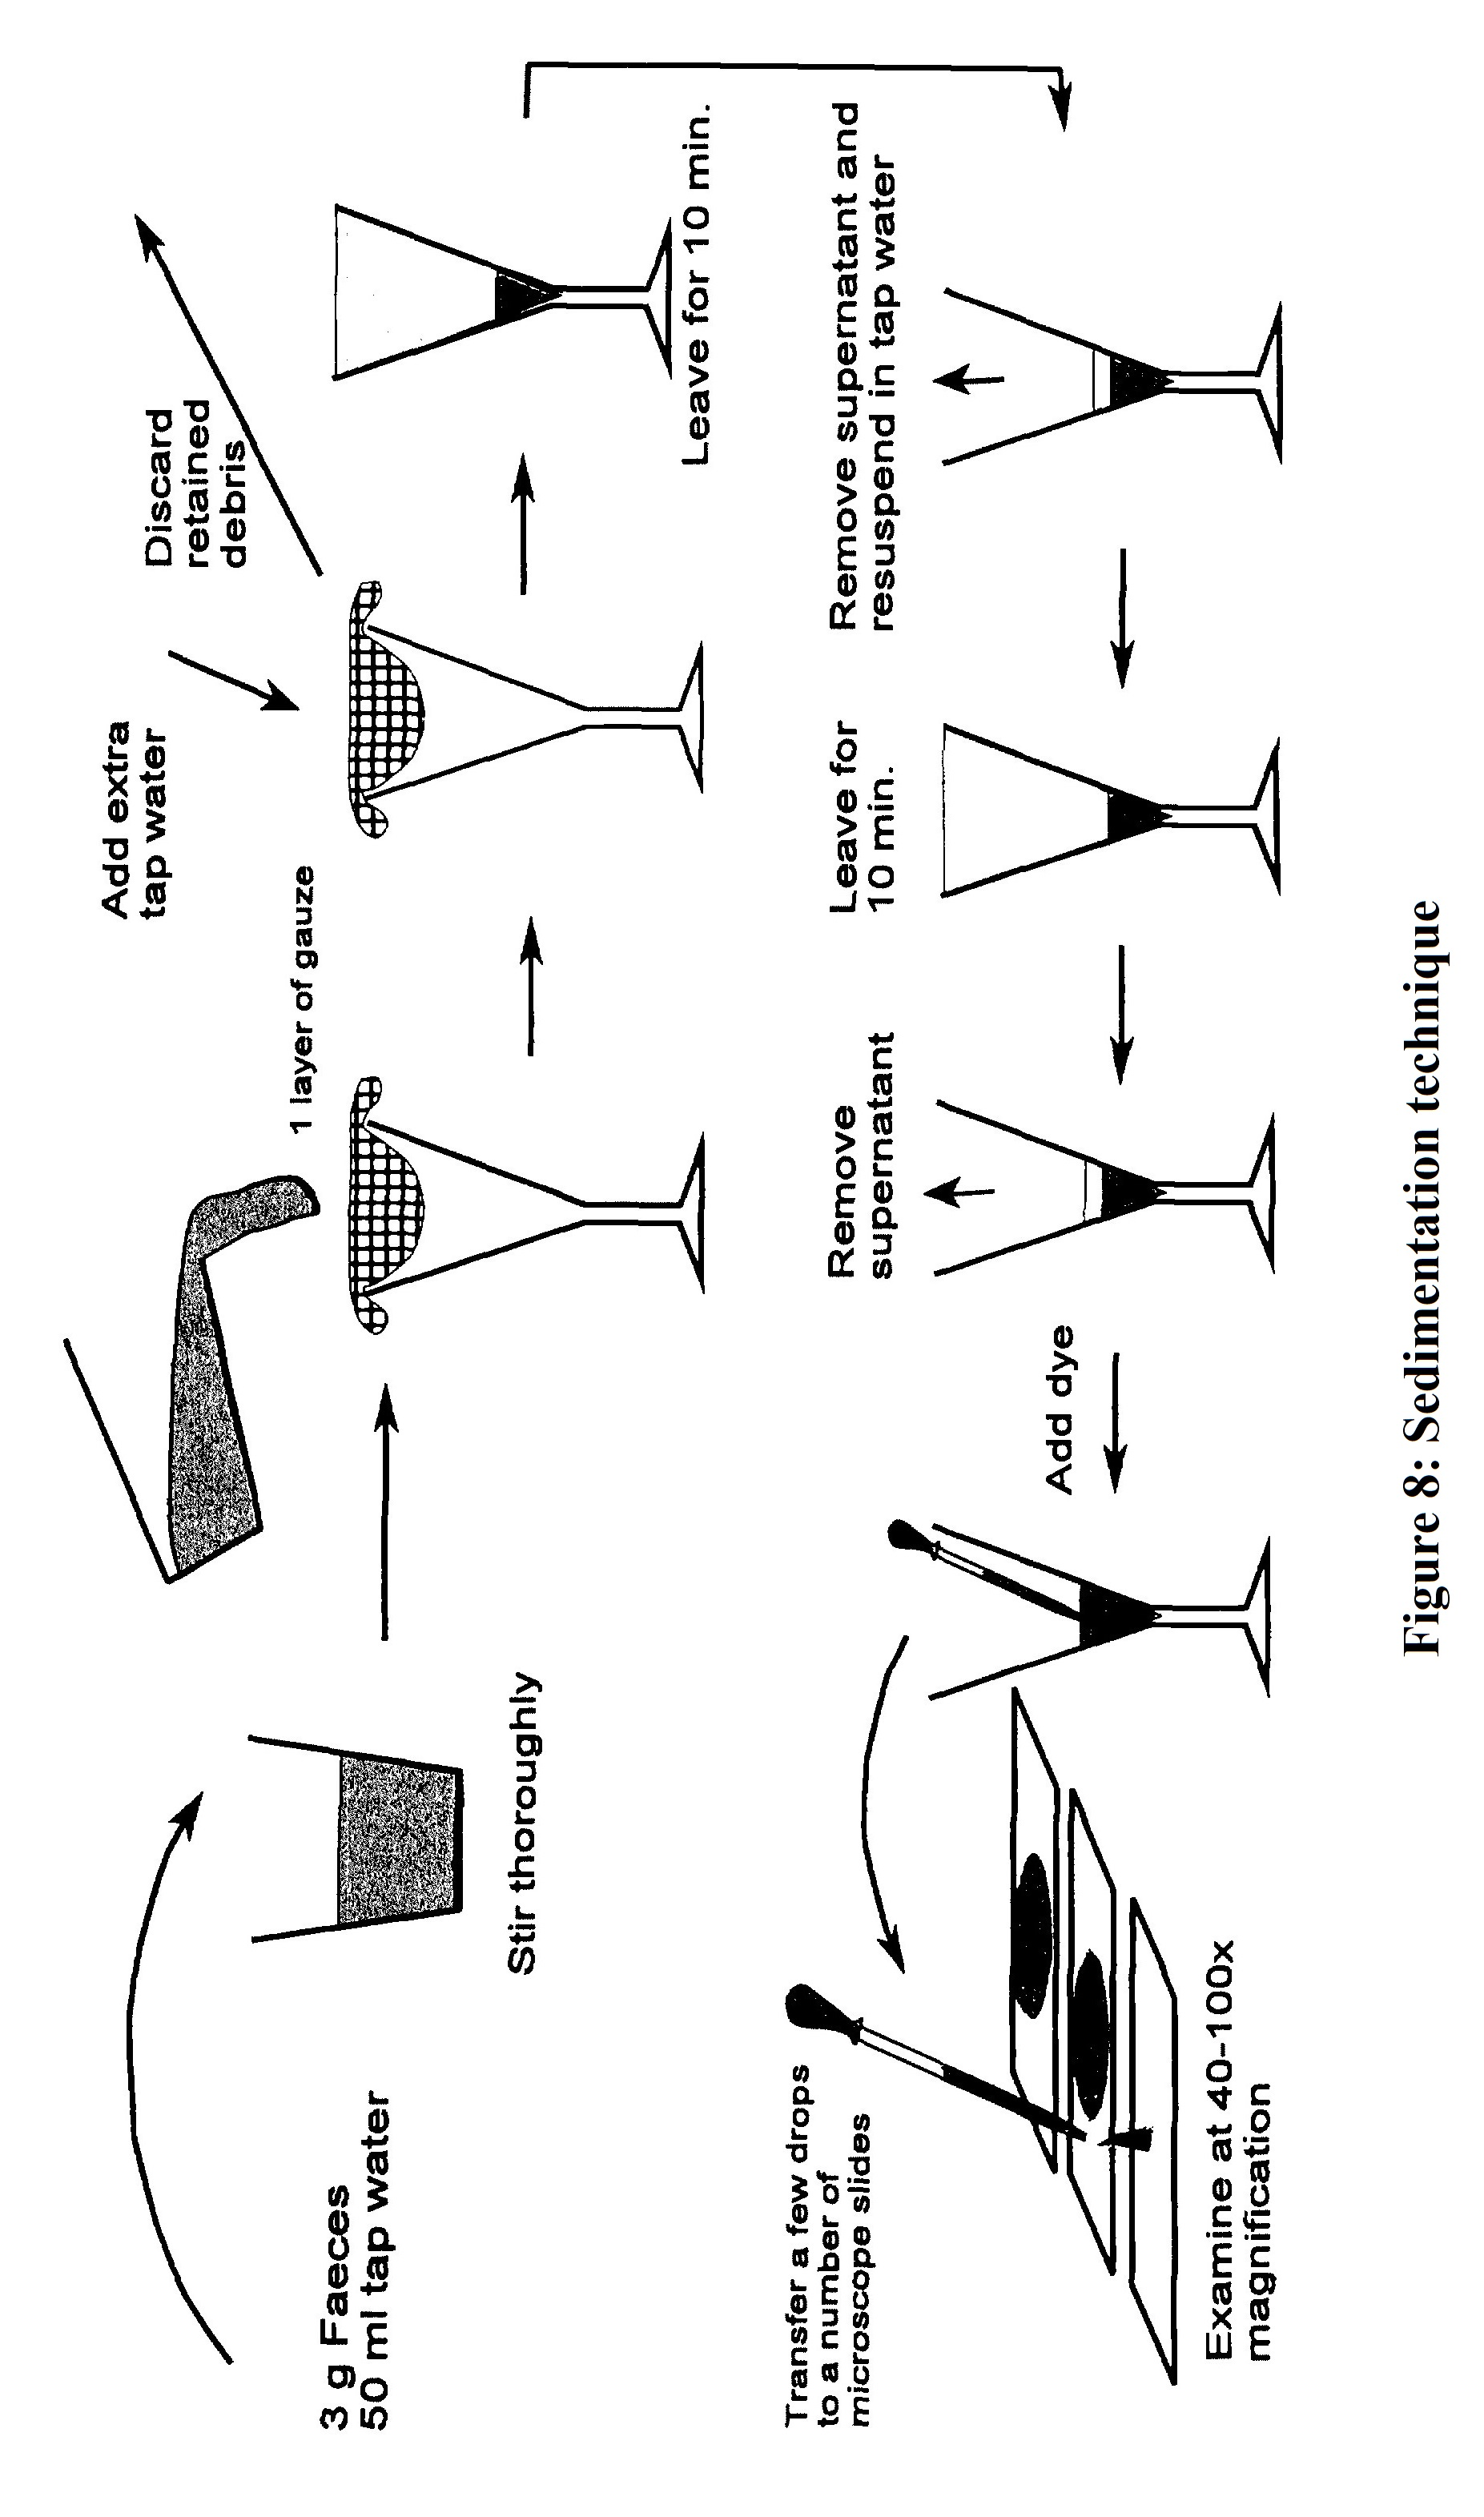 3 g Faeces
50 ml tap water
Stir thoroughly
1 layer of gauze
Add extra
tap water
Discard
retained
debris
Leave for 10 min.
Remove supernatant and
resuspend in tap water
Leave for
10 min.
Remove
supernatant
Add dye
Transfer a few drops
to a number of
microscope slides
Examine at 40-100x
magnification
Figure 8: Sedimentation technique